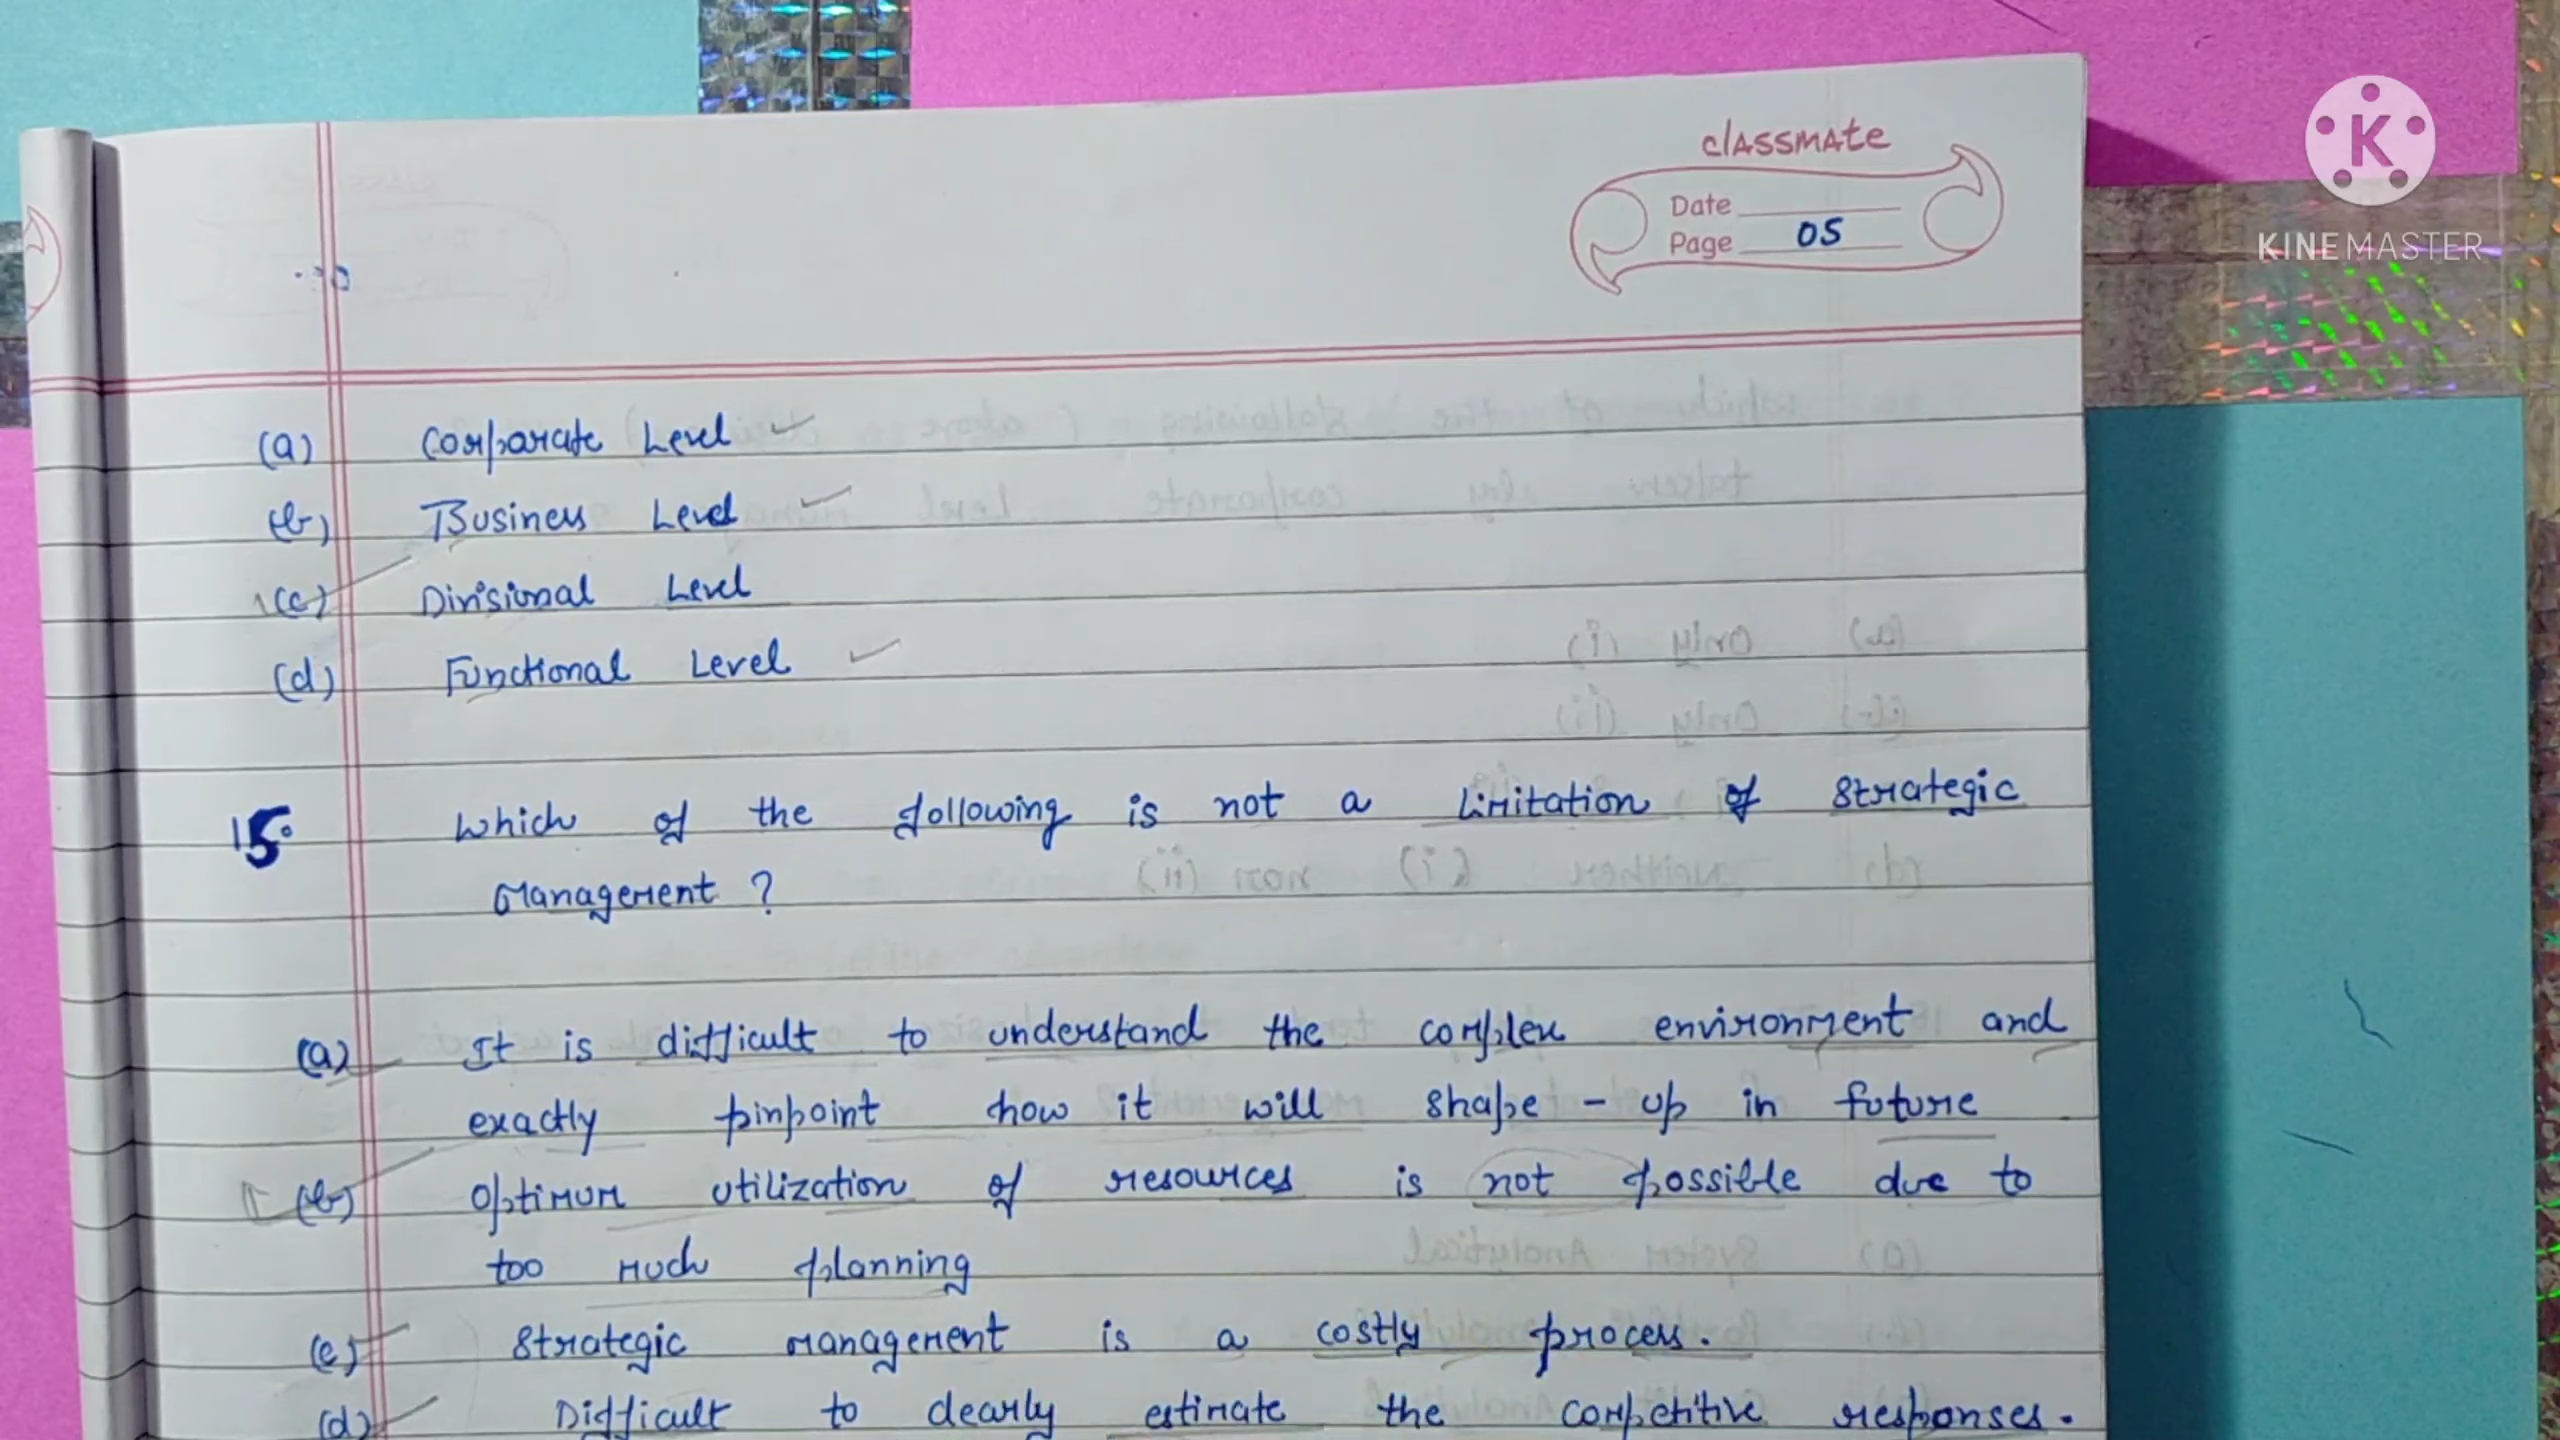 classmate
Date
Page 05
KINEMASTER
(a) Corporate Level ✓
(b) Business Level ✓
(c) Divisional Level
(d) Functional Level ✓
15. Which of the following is not a Limitation of Strategic
Management ?
(a) It is difficult to understand the complex environment and
exactly pinpoint how it will shape - up in future
(b) Optimum utilization of resources is not possible due to
too much planning
(c) Strategic management is a costly process.
(d) Difficult to clearly estimate the competitive responses.